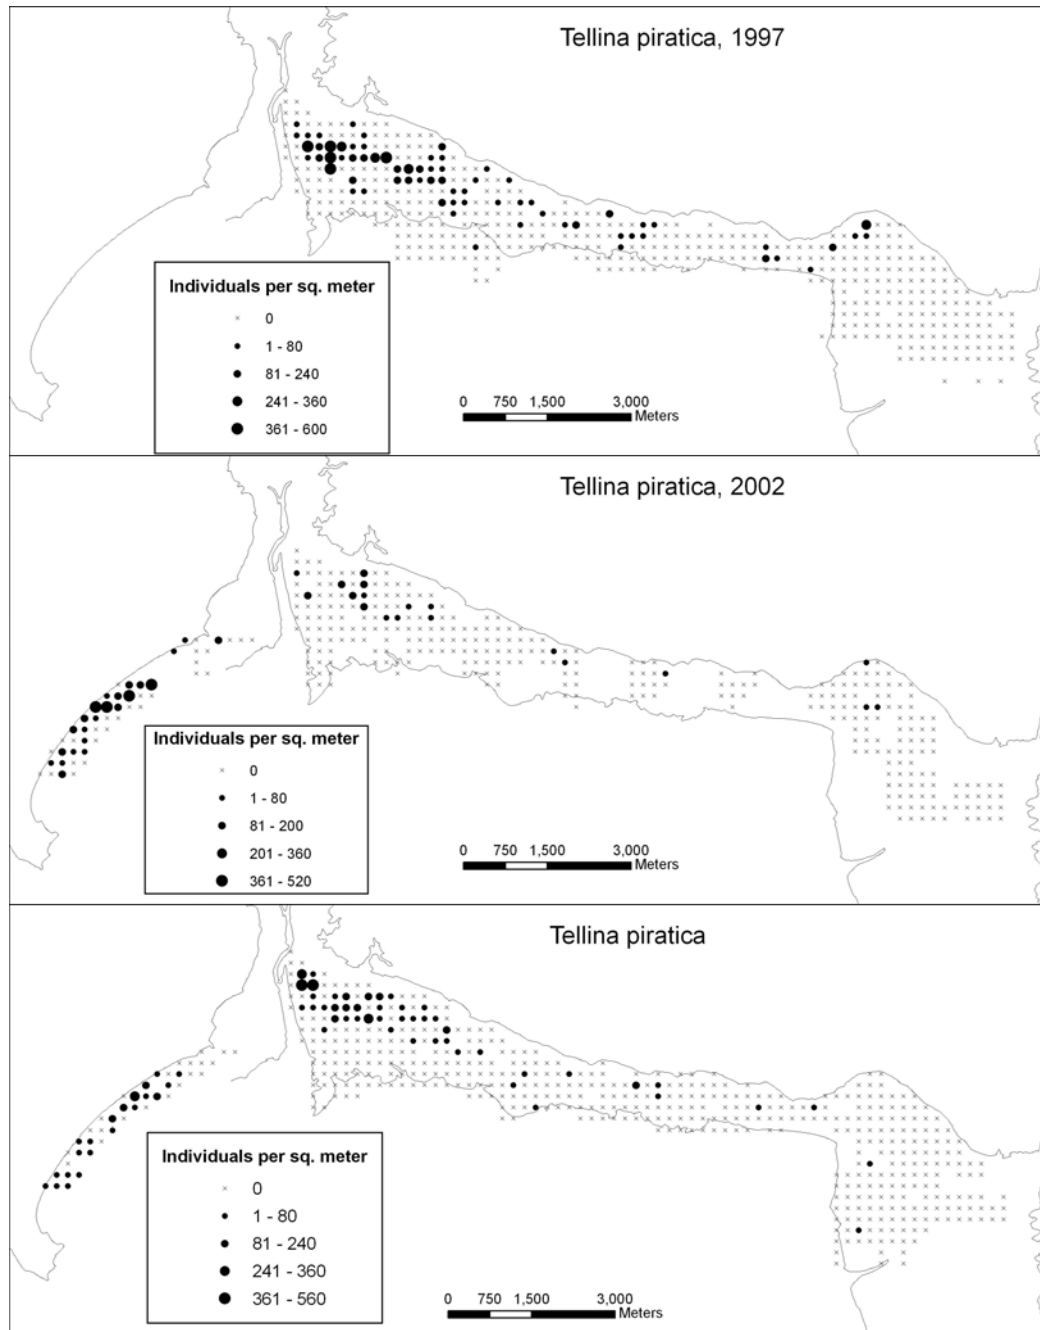 Tellina piratica, 1997
Individuals per sq. meter
0
1 - 80
81 - 240
241 - 360
361 - 600
0 750 1,500 3,000
Meters
Tellina piratica, 2002
Individuals per sq. meter
0
1 - 80
81 - 200
201 - 360
361 - 520
0 750 1,500 3,000
Meters
Tellina piratica
Individuals per sq. meter
0
1 - 80
81 - 240
241 - 360
361 - 560
0 750 1,500 3,000
Meters